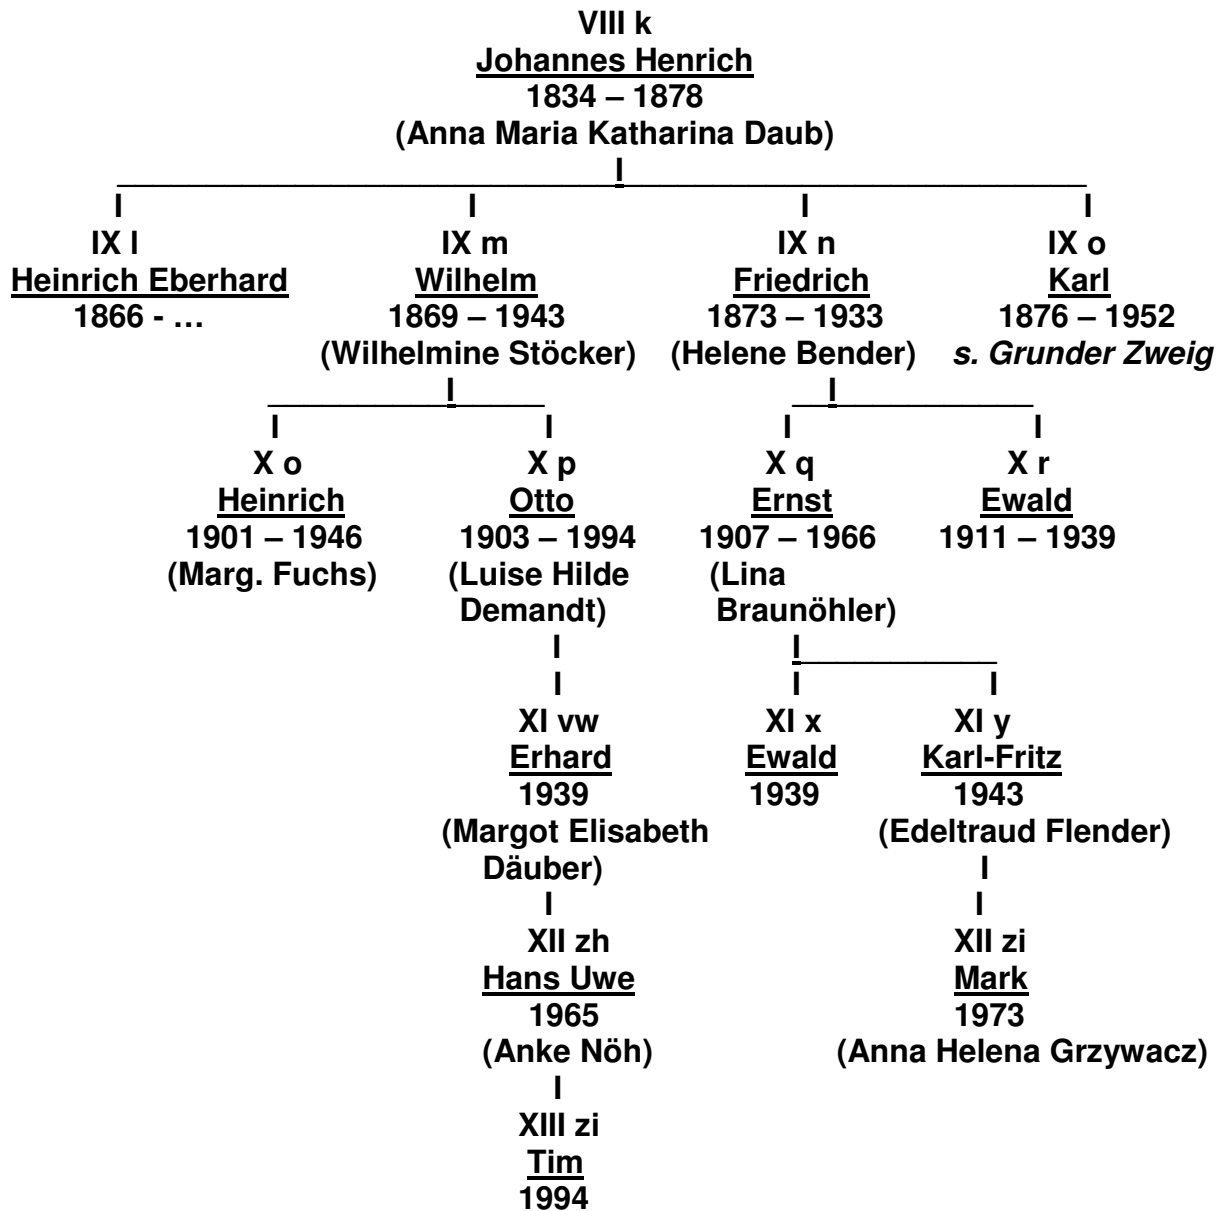 VIII k
Johannes Henrich
1834 – 1878
(Anna Maria Katharina Daub)
I
I I I I
IX l IX m IX n IX o
Heinrich Eberhard Wilhelm Friedrich Karl
1866 - … 1869 – 1943 1873 – 1933 1876 – 1952
(Wilhelmine Stöcker) (Helene Bender) s. Grunder Zweig
I I
I I I I
X o X p X q X r
Heinrich Otto Ernst Ewald
1901 – 1946 1903 – 1994 1907 – 1966 1911 – 1939
(Marg. Fuchs) (Luise Hilde (Lina
Demandt) Braunöhler)
I I
I I I
XI vw XI x XI y
Erhard Ewald Karl-Fritz
1939 1939 1943
(Margot Elisabeth (Edeltraud Flender)
Däuber) I
I I
XII zh XII zi
Hans Uwe Mark
1965 1973
(Anke Nöh) (Anna Helena Grzywacz)
I
XIII zi
Tim
1994